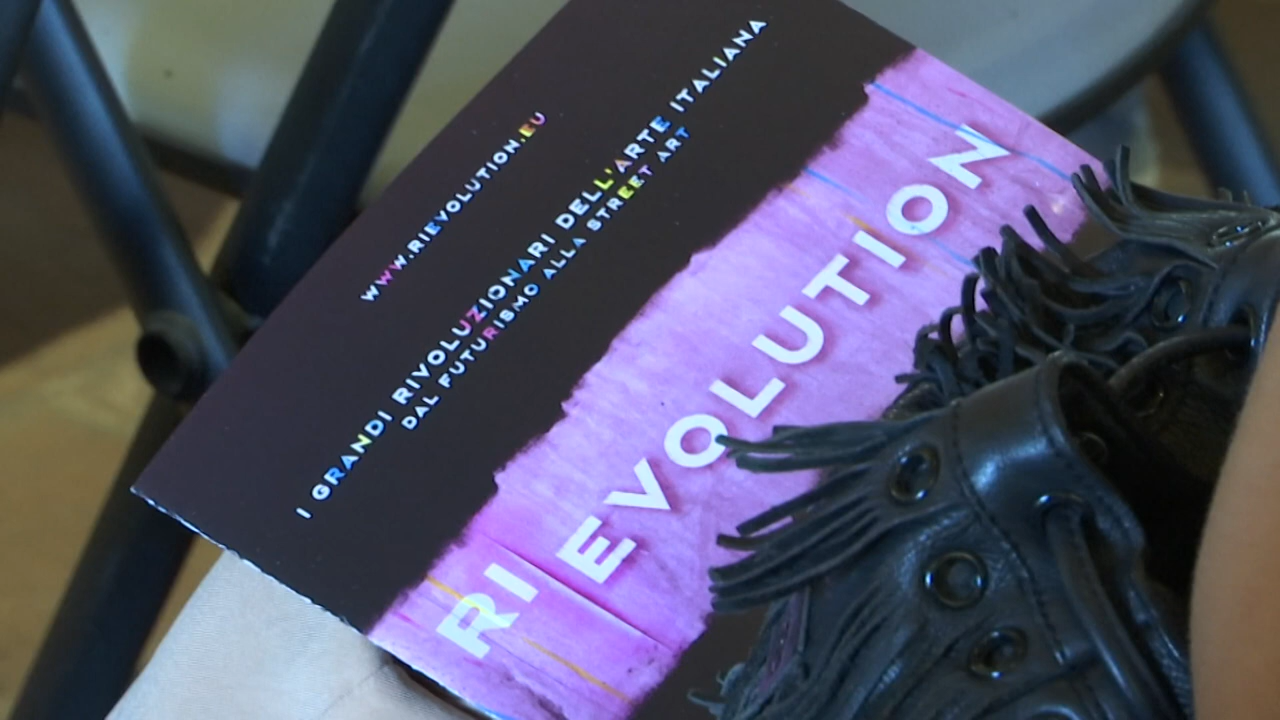 WWW.RIEVOLUTION.EU
I GRANDI RIVOLUZIONARI DELL'ARTE ITALIANA
DAL FUTURISMO ALLA STREET ART
RIEVOLUTION